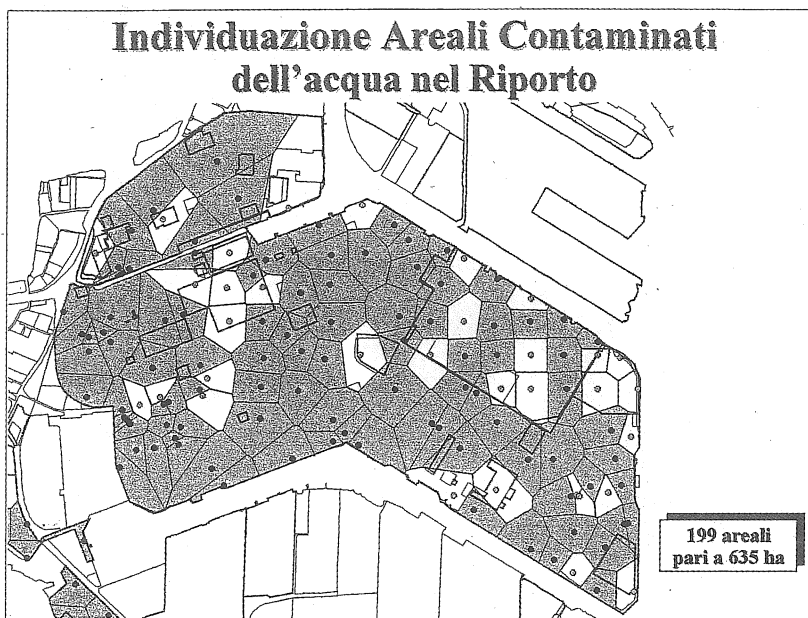 Individuazione Areali Contaminati
dell'acqua nel Riporto
199 areali
pari a 635 ha